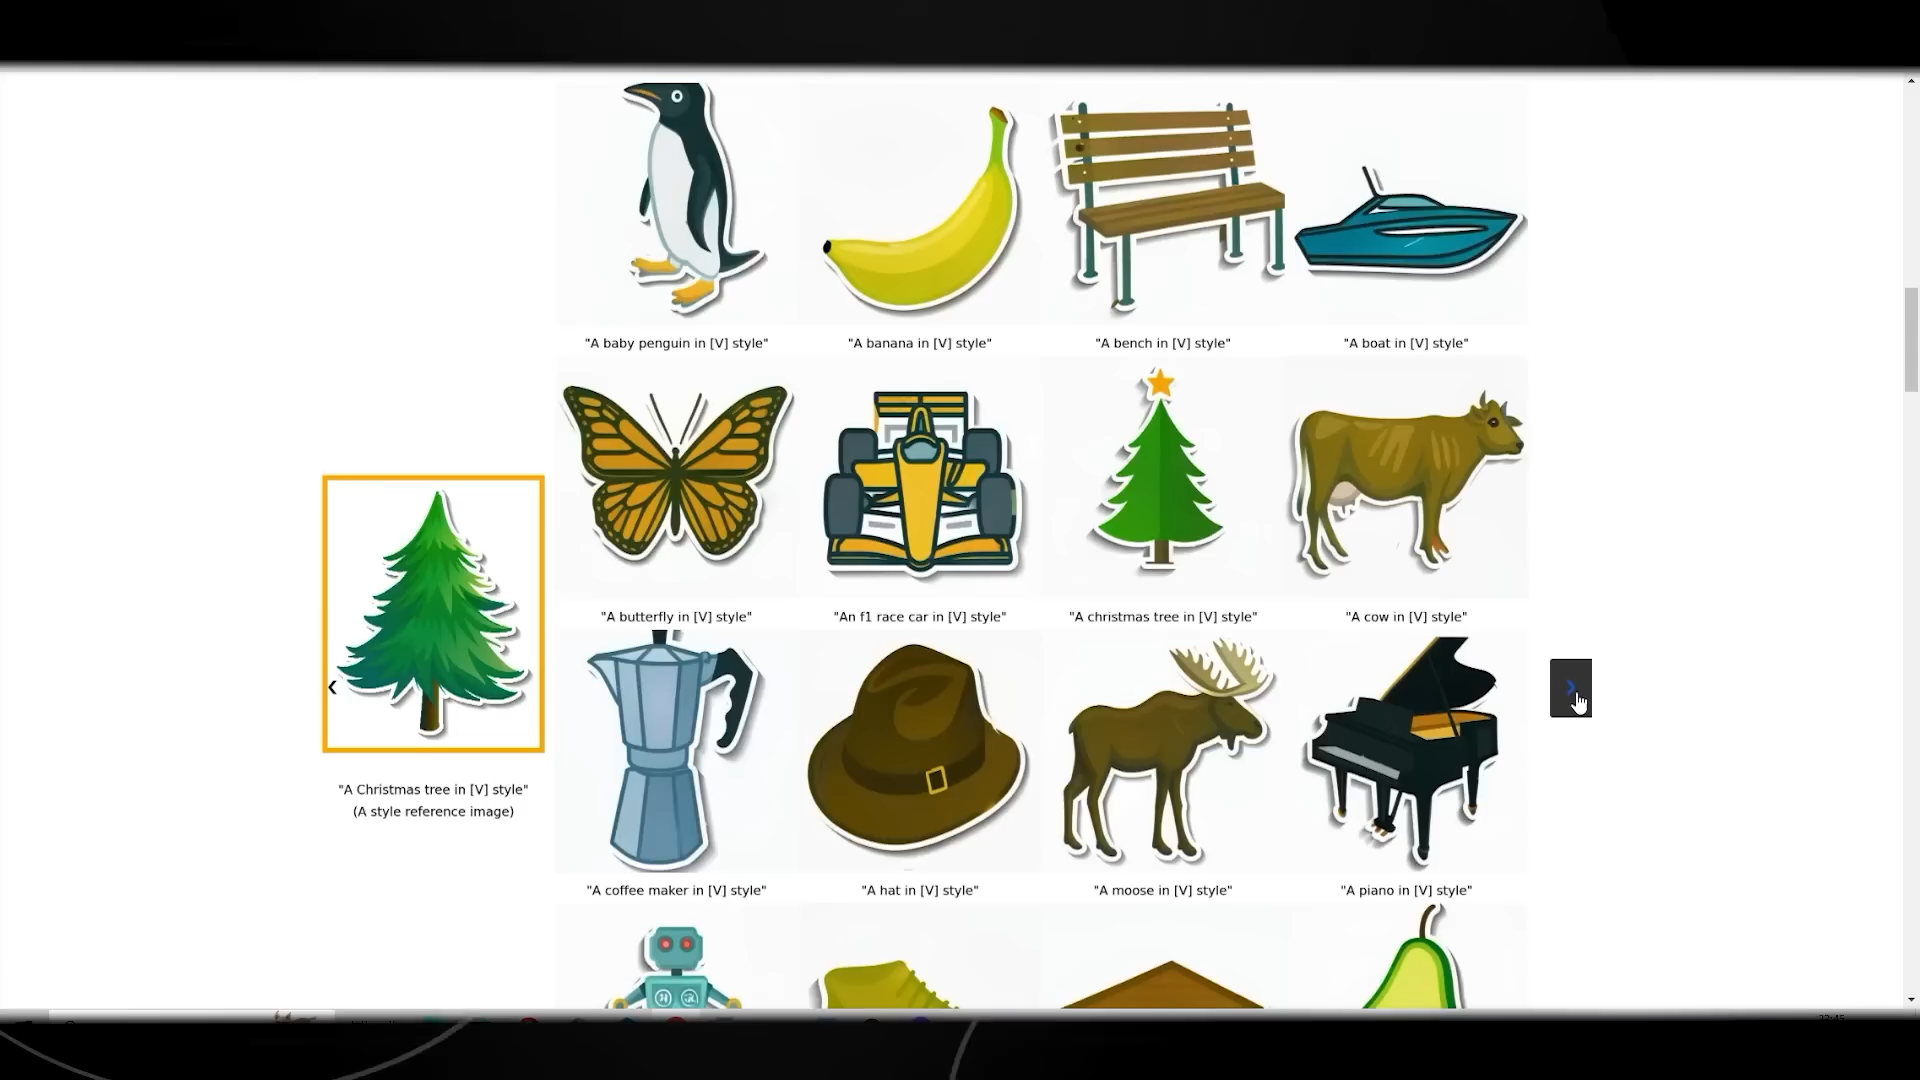 "A baby penguin in [V] style"
"A banana in [V] style"
"A bench in [V] style"
"A boat in [V] style"
"A butterfly in [V] style"
"An f1 race car in [V] style"
"A christmas tree in [V] style"
"A cow in [V] style"
"A Christmas tree in [V] style"
(A style reference image)
"A coffee maker in [V] style"
"A hat in [V] style"
"A moose in [V] style"
"A piano in [V] style"